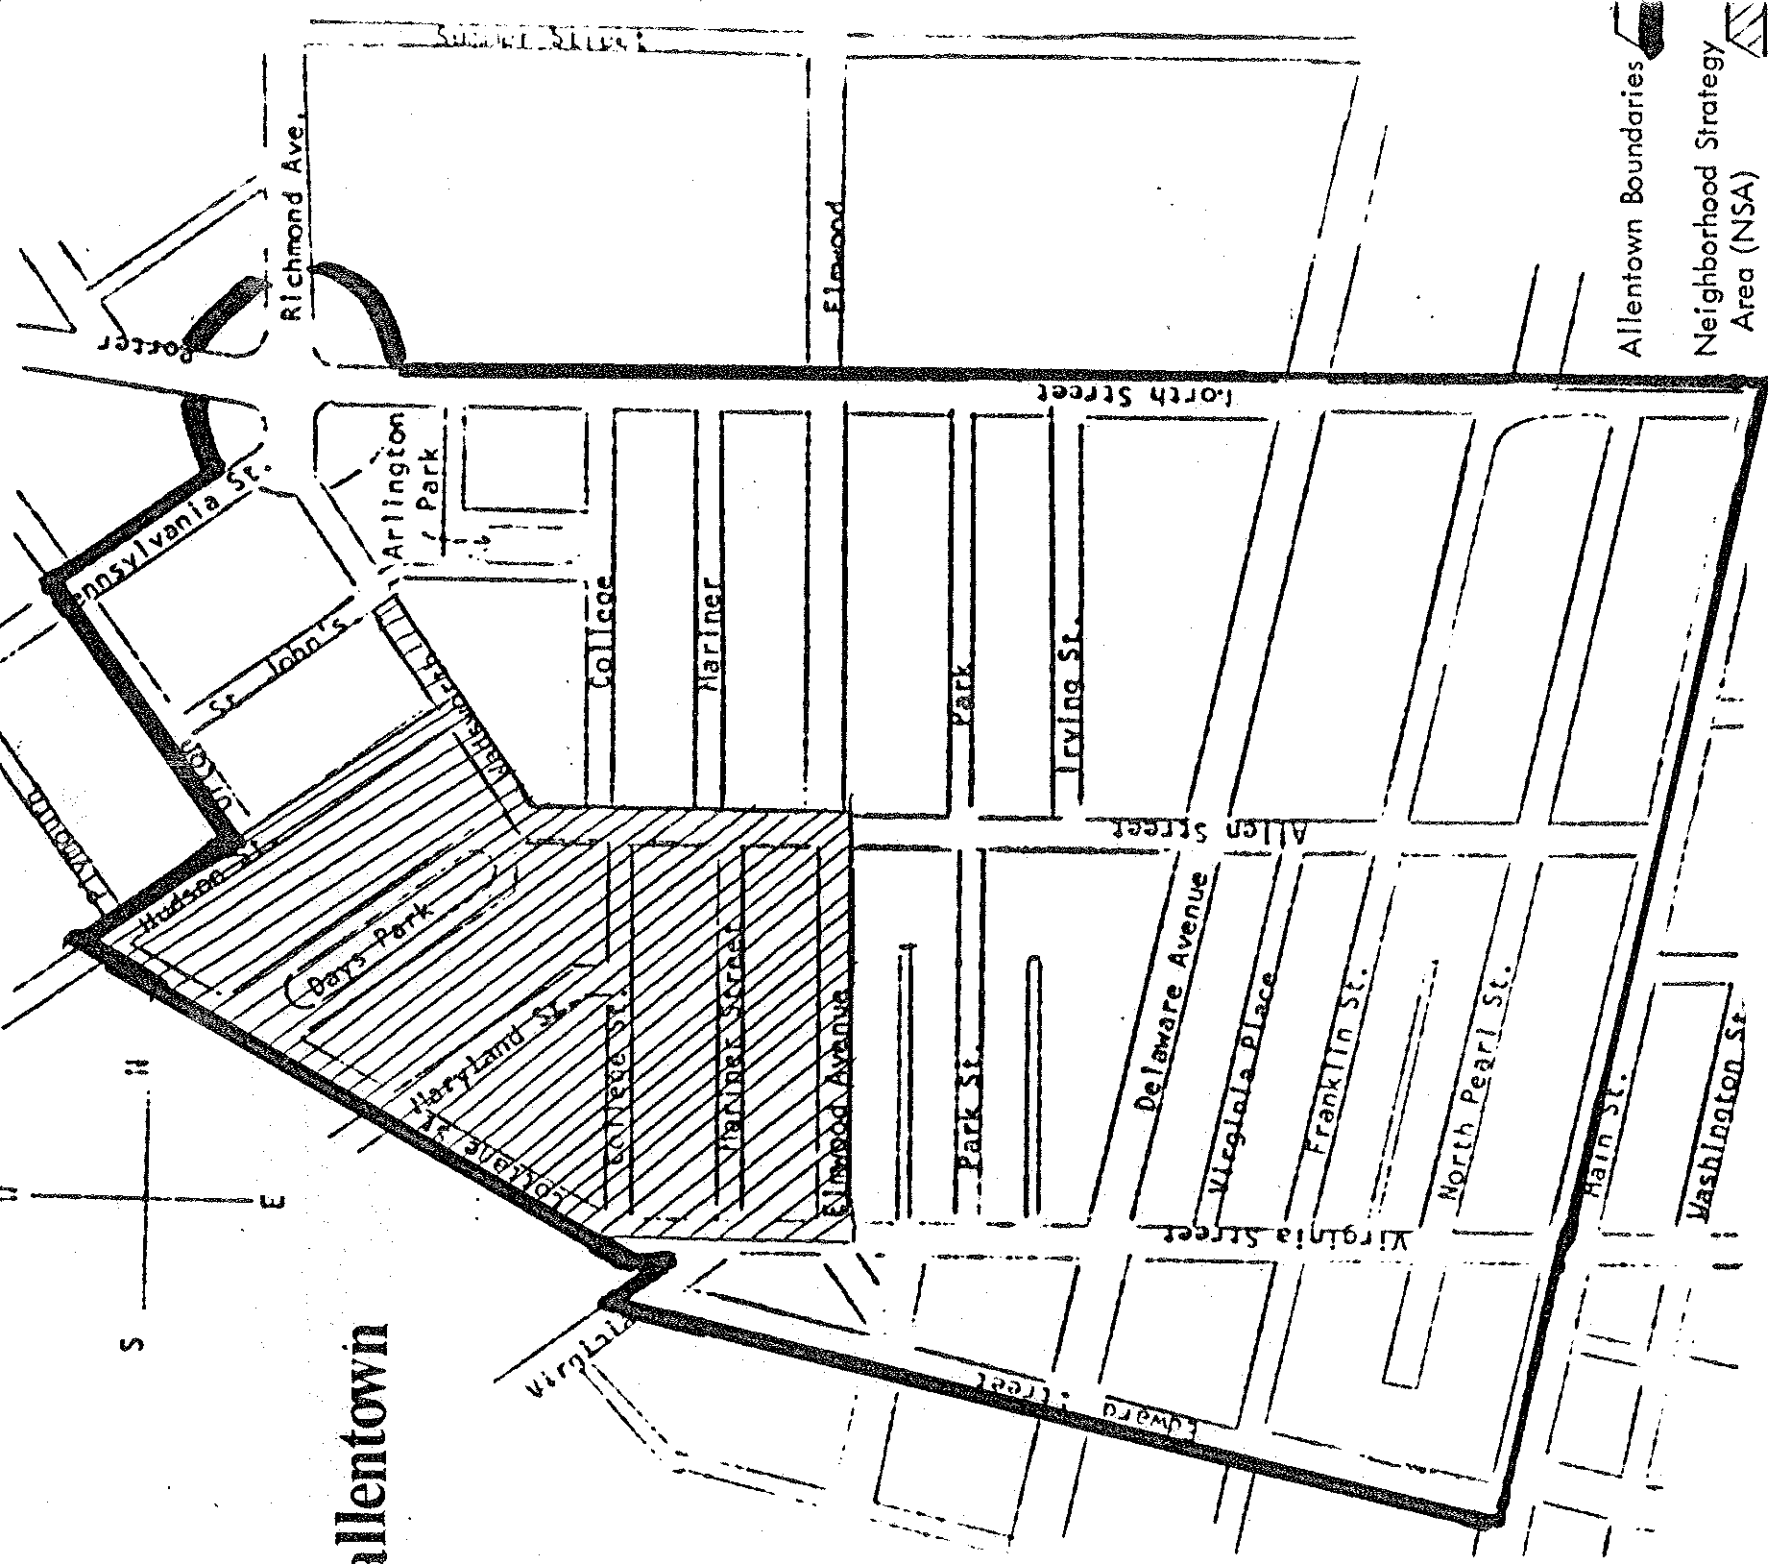 allentown
S
E
Richmond Ave.
Porter
Elmwood
Arlington
Park
Pennsylvania St.
St. John's
College
Mariner
Park
Irving St.
North Street
Allen Street
Hudson St.
Plymouth
Days Park
Maryland St.
College St.
Mariner Street
Elmwood Avenue
Park St.
Delaware Avenue
Virginia Place
Franklin St.
North Pearl St.
Main St.
Washington St.
Virginia Street
Virginia
Edward Street
Allentown Boundaries
Neighborhood Strategy
Area (NSA)